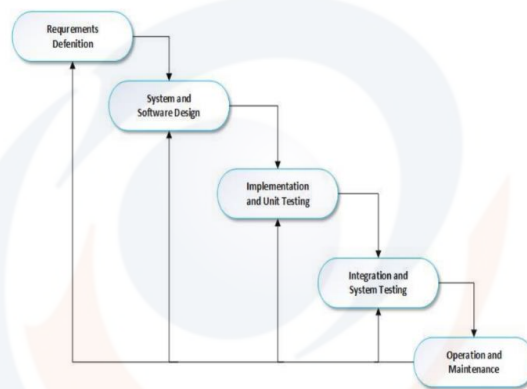 Requrements
Defenition
System and
Software Design
Implementation
and Unit Testing
Integration and
System Testing
Operation and
Maintenance